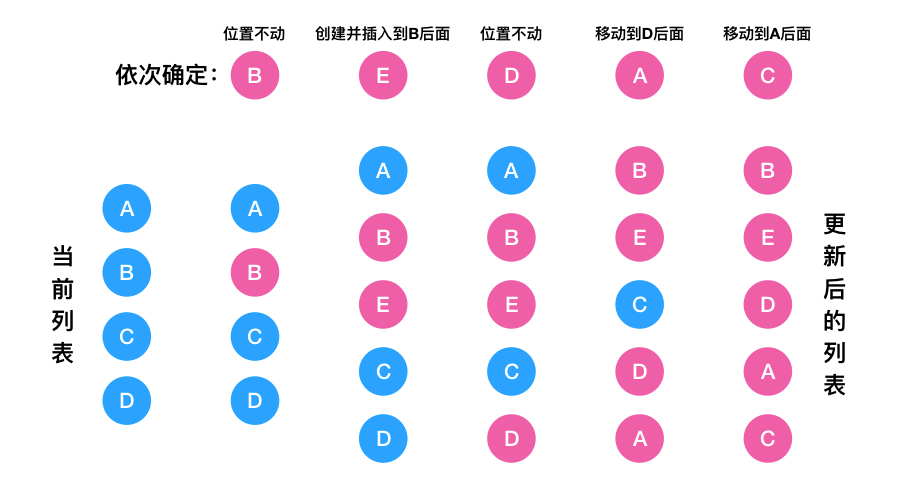 位置不动 创建并插入到B后面 位置不动 移动到D后面 移动到A后面
依次确定： B E D A C
当前列表
A B C D
A B C D
A B E C D
A B E C D
B E C D A
B E D A C
更新后的列表